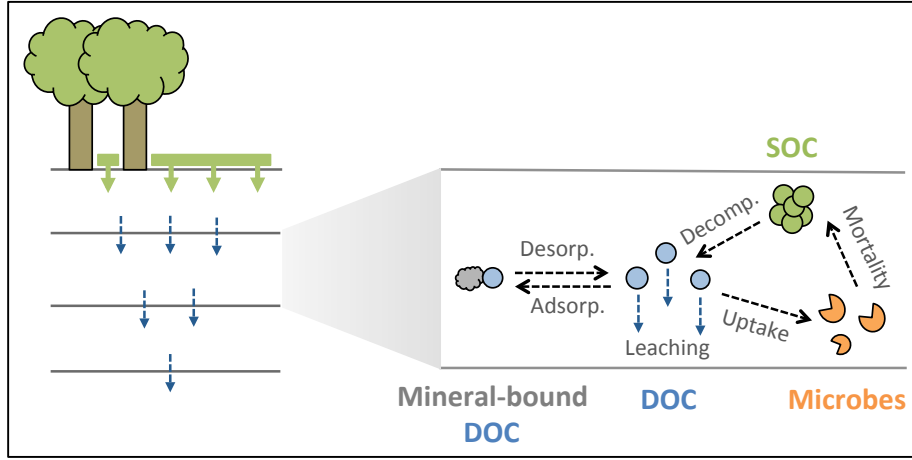 SOC
Decomp.
Mortality
Desorp.
Adsorp.
Uptake
Leaching
Mineral-bound
DOC
DOC
Microbes